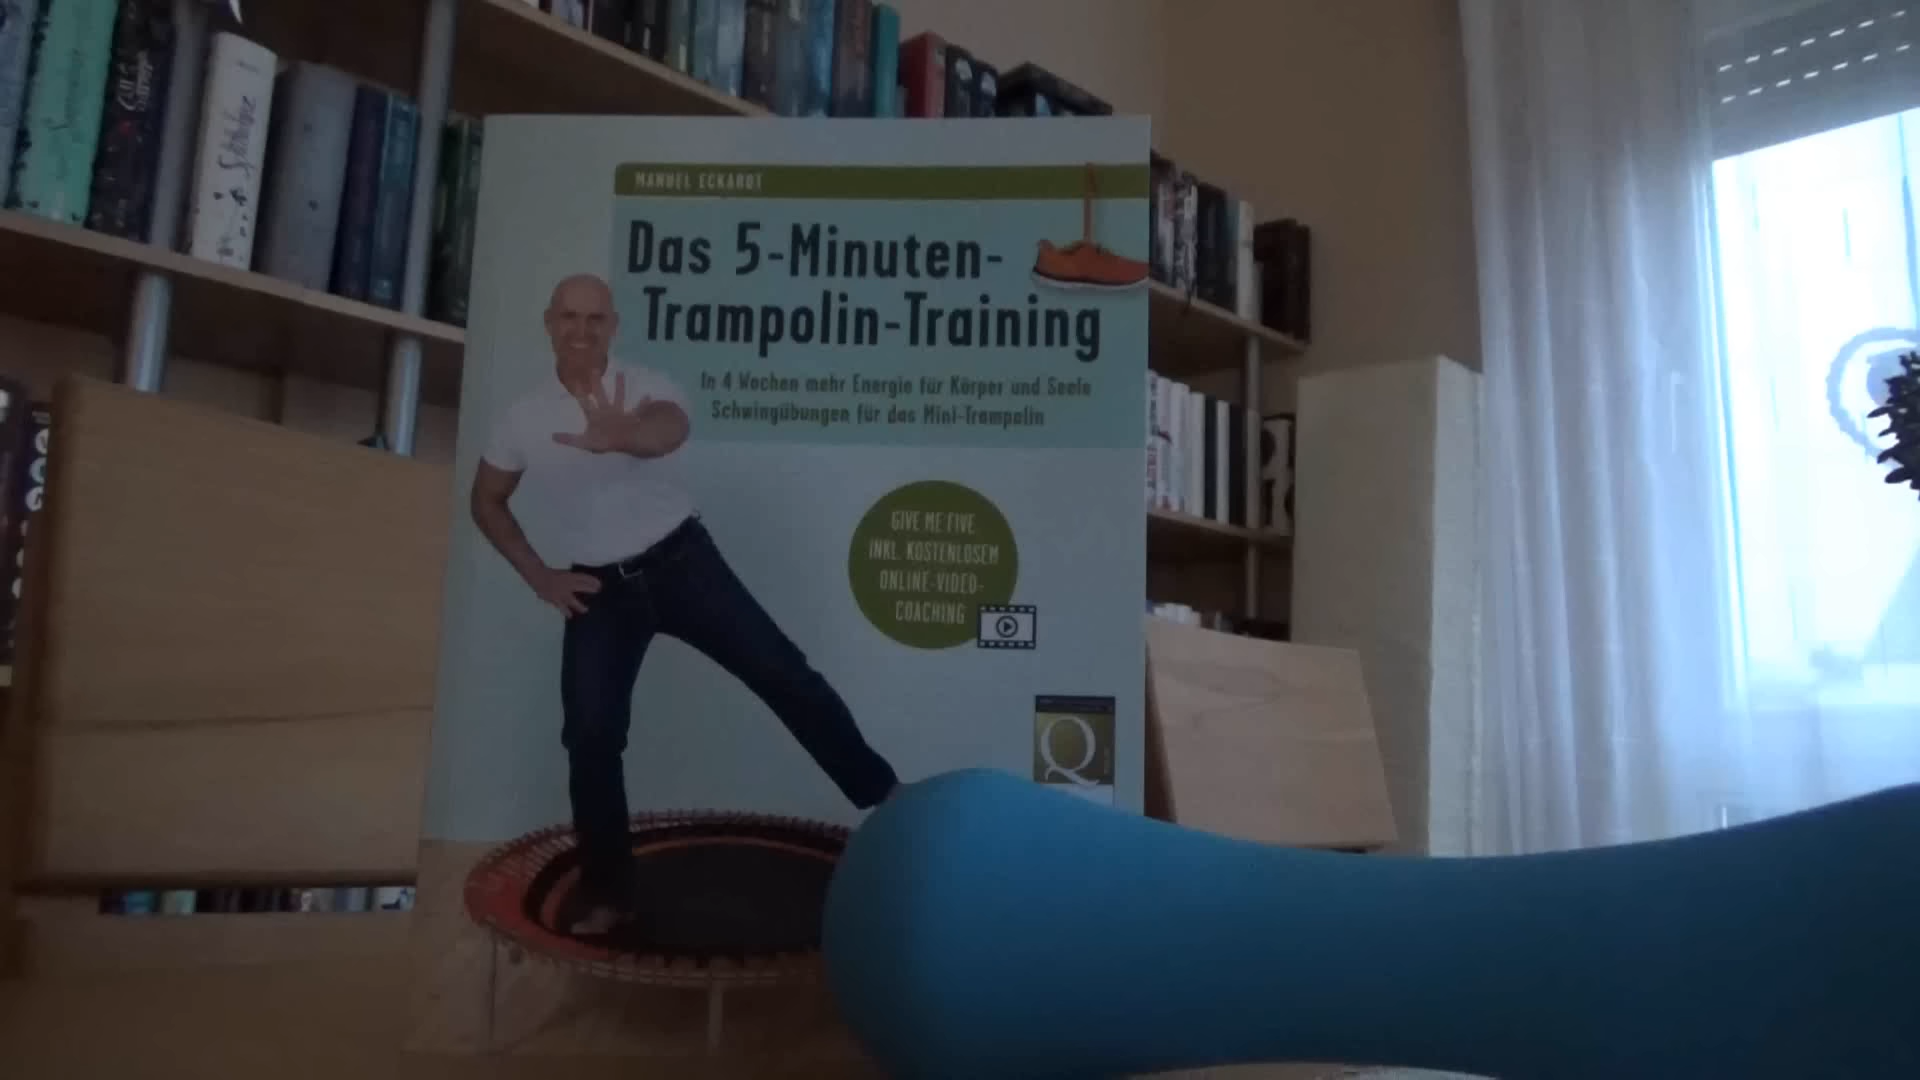 MANUEL ECKARDT
Das 5-Minuten-
Trampolin-Training
In 4 Wochen mehr Energie für Körper und Seele
Schwingübungen für das Mini-Trampolin
GIVE ME FIVE
INKL. KOSTENLOSEM
ONLINE-VIDEO-
COACHING
Q